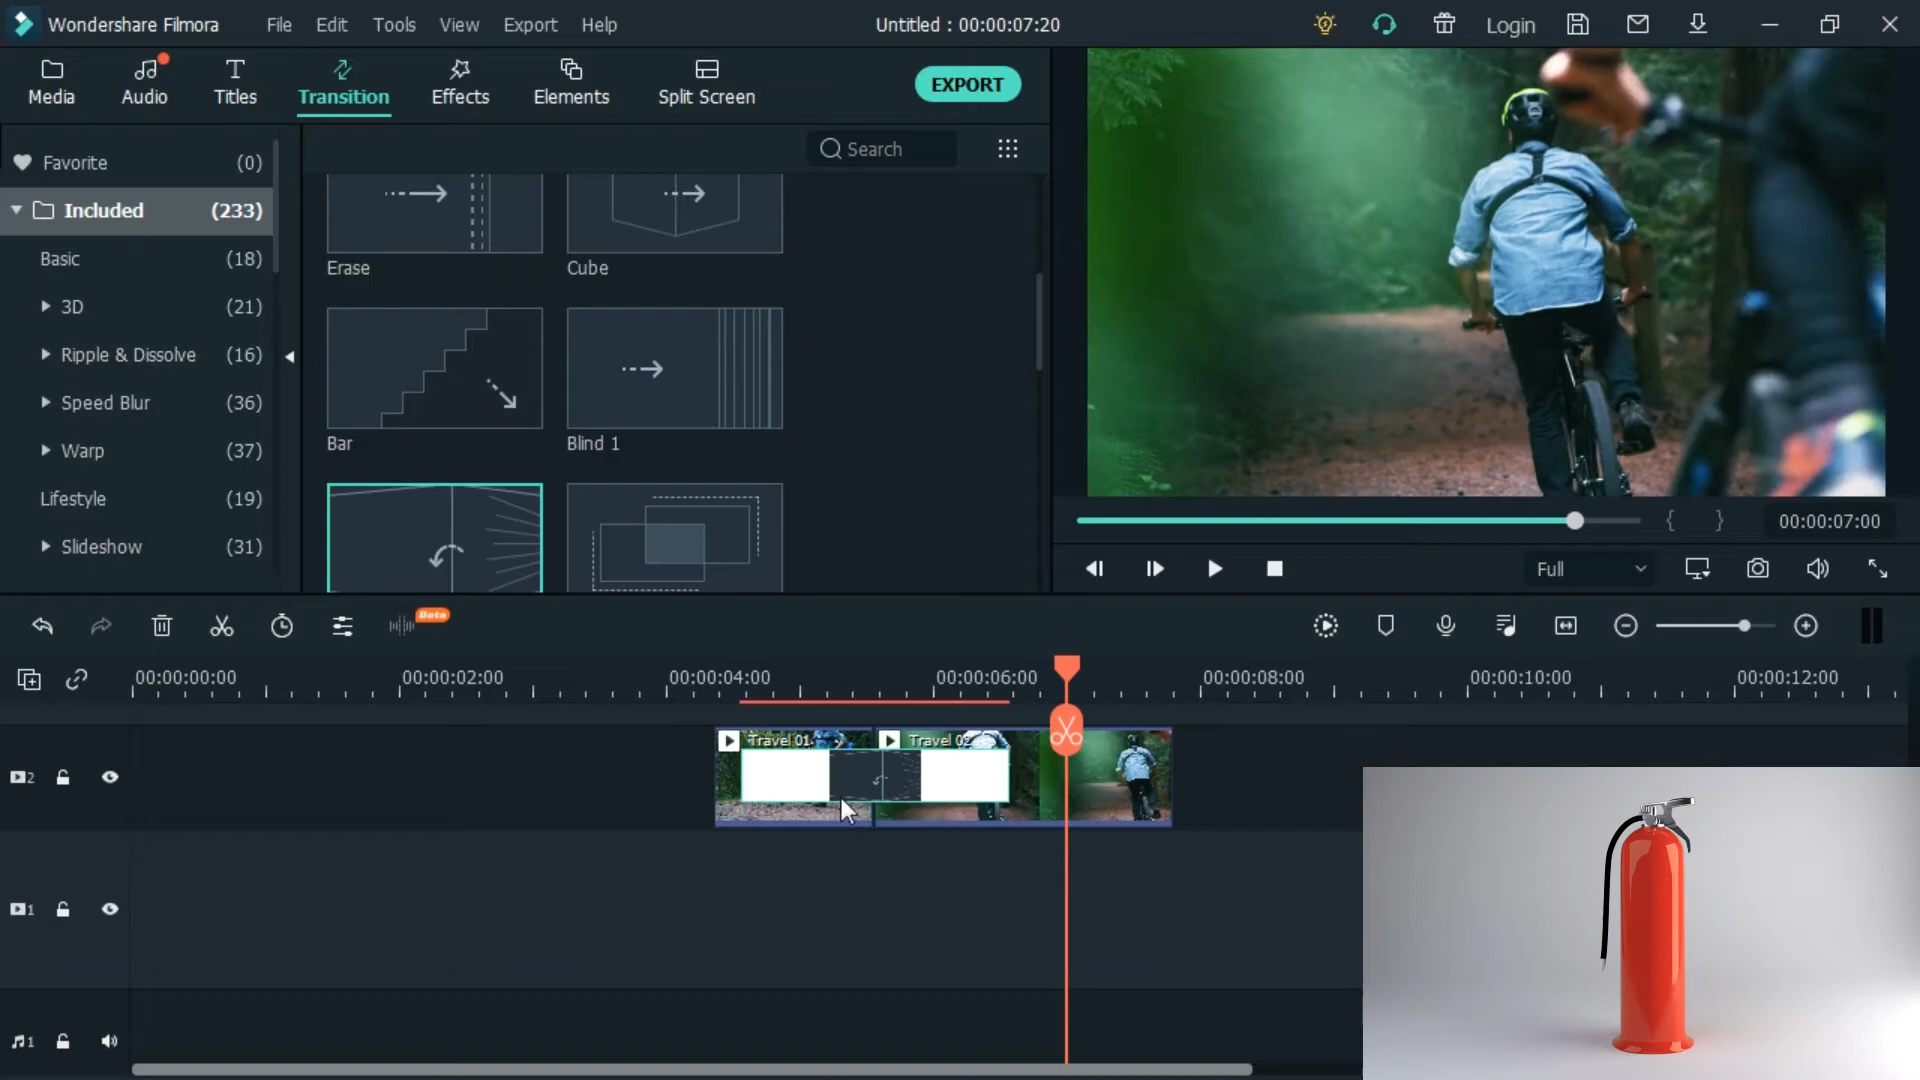 Wondershare Filmora File Edit Tools View Export Help Untitled : 00:00:07:20 Login
Media Audio Titles Transition Effects Elements Split Screen EXPORT
Favorite (0)
Search
Included (233)
Basic (18)
3D (21)
Ripple & Dissolve (16)
Speed Blur (36)
Warp (37)
Lifestyle (19)
Slideshow (31)
Erase Cube
Bar Blind 1
00:00:07:00
Full
Beta
00:00:00:00 00:00:02:00 00:00:04:00 00:00:06:00 00:00:08:00 00:00:10:00 00:00:12:00
Travel 01 Travel 02
2
1
1